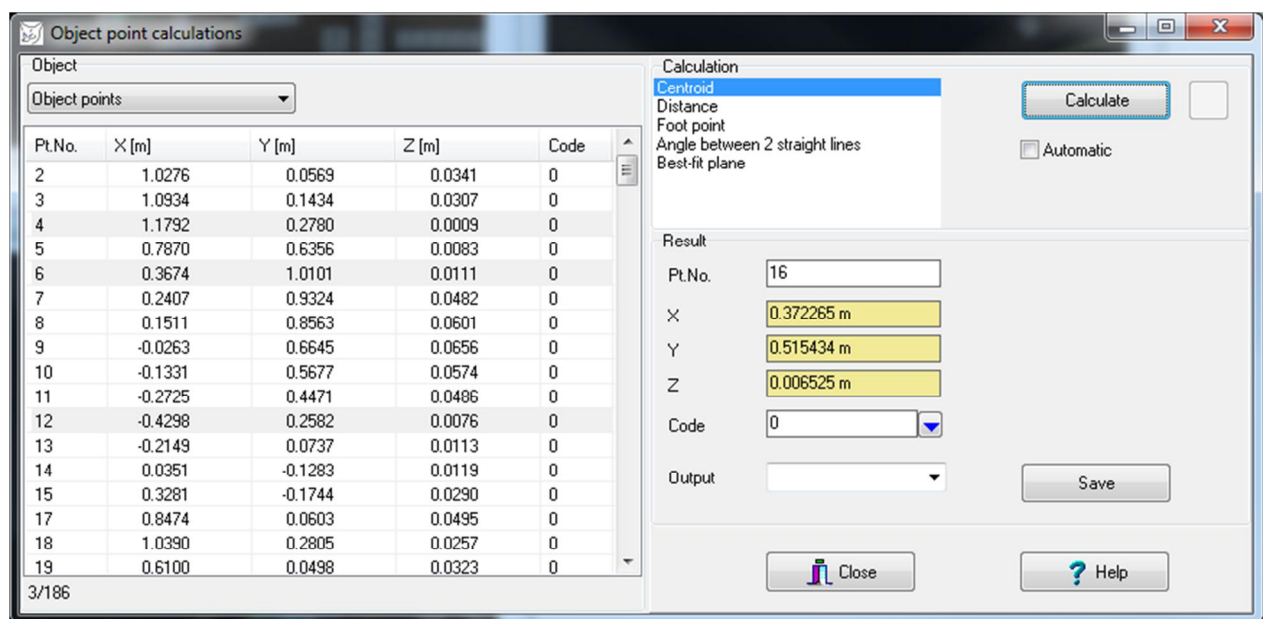 Object point calculations
Object
Object points
Pt.No. X [m] Y [m] Z [m] Code
2 1.0276 0.0569 0.0341 0
3 1.0934 0.1434 0.0307 0
4 1.1792 0.2780 0.0009 0
5 0.7870 0.6356 0.0083 0
6 0.3674 1.0101 0.0111 0
7 0.2407 0.9324 0.0482 0
8 0.1511 0.8563 0.0601 0
9 -0.0263 0.6645 0.0656 0
10 -0.1331 0.5677 0.0574 0
11 -0.2725 0.4471 0.0486 0
12 -0.4298 0.2582 0.0076 0
13 -0.2149 0.0737 0.0113 0
14 0.0351 -0.1283 0.0119 0
15 0.3281 -0.1744 0.0290 0
17 0.8474 0.0603 0.0495 0
18 1.0390 0.2805 0.0257 0
19 0.6100 0.0498 0.0323 0
3/186
Calculation
Centroid
Distance
Foot point
Angle between 2 straight lines
Best-fit plane
Calculate
Automatic
Result
Pt.No. 16
X 0.372265 m
Y 0.515434 m
Z 0.006525 m
Code 0
Output
Save
Close
? Help